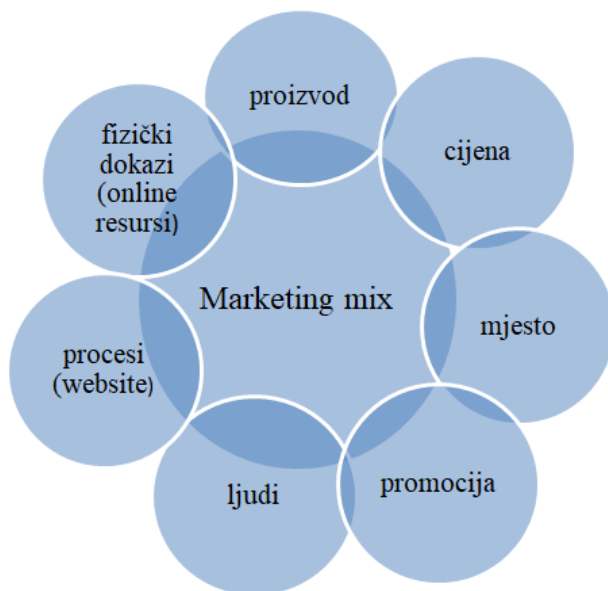 proizvod
cijena
mjesto
promocija
ljudi
procesi
(website)
fizički
dokazi
(online
resursi)
Marketing mix